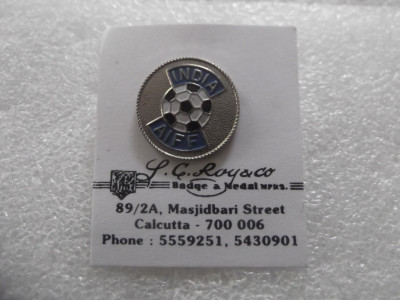 INDIA
AIFF
S. C. Roy & co
Badge & Medal MFRS.
89/2A, Masjidbari Street
Calcutta - 700 006
Phone : 5559251, 5430901